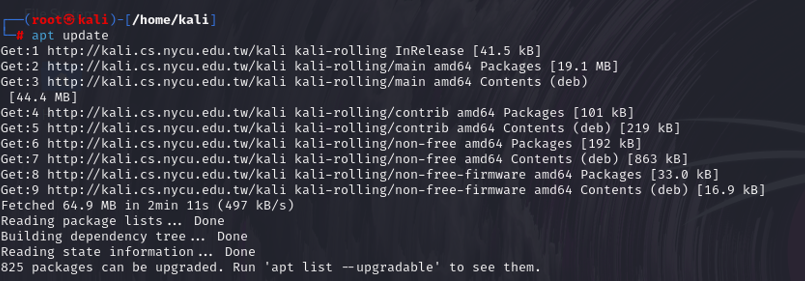 ┌──(root㉿kali)-[/home/kali]
└─# apt update
Get:1 http://kali.cs.nycu.edu.tw/kali kali-rolling InRelease [41.5 kB]
Get:2 http://kali.cs.nycu.edu.tw/kali kali-rolling/main amd64 Packages [19.1 MB]
Get:3 http://kali.cs.nycu.edu.tw/kali kali-rolling/main amd64 Contents (deb)
 [44.4 MB]
Get:4 http://kali.cs.nycu.edu.tw/kali kali-rolling/contrib amd64 Packages [101 kB]
Get:5 http://kali.cs.nycu.edu.tw/kali kali-rolling/contrib amd64 Contents (deb) [219 kB]
Get:6 http://kali.cs.nycu.edu.tw/kali kali-rolling/non-free amd64 Packages [192 kB]
Get:7 http://kali.cs.nycu.edu.tw/kali kali-rolling/non-free amd64 Contents (deb) [863 kB]
Get:8 http://kali.cs.nycu.edu.tw/kali kali-rolling/non-free-firmware amd64 Packages [33.0 kB]
Get:9 http://kali.cs.nycu.edu.tw/kali kali-rolling/non-free-firmware amd64 Contents (deb) [16.9 kB]
Fetched 64.9 MB in 2min 11s (497 kB/s)
Reading package lists... Done
Building dependency tree... Done
Reading state information... Done
825 packages can be upgraded. Run 'apt list --upgradable' to see them.